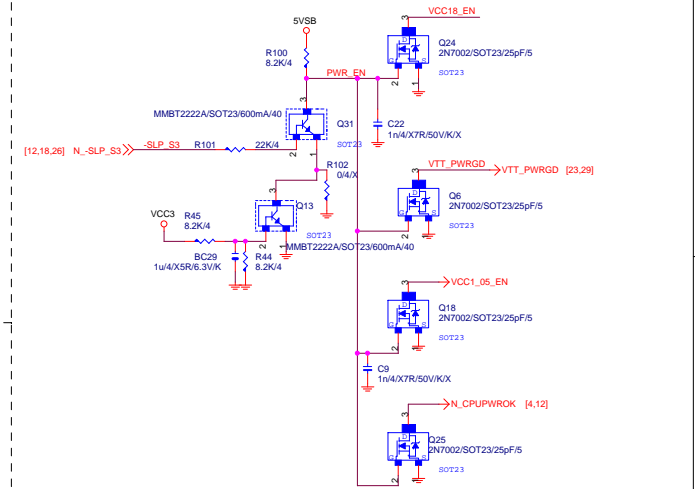 VCC18_EN
5VSB
3
D
Q24
2N7002/SOT23/25pF/5
R100
8.2K/4
G
S
SOT23
PWR_EN
2
1
3
MMBT2222A/SOT23/600mA/40
Q31
C22
1n/4/X7R/50V/K/X
SOT23
[12,18,26] N_-SLP_S3
-SLP_S3
R101
22K/4
2
1
R102
0/4/X
VTT_PWRGD
3
VTT_PWRGD [23,29]
D
Q6
2N7002/SOT23/25pF/5
G
S
SOT23
2
1
3
Q13
VCC3
R45
8.2K/4
SOT23
2
1
MMBT2222A/SOT23/600mA/40
BC29
1u/4/X5R/6.3V/K
R44
8.2K/4
3
VCC1_05_EN
D
Q18
2N7002/SOT23/25pF/5
G
S
SOT23
2
1
C9
1n/4/X7R/50V/K/X
3
N_CPUPWROK [4,12]
D
Q25
2N7002/SOT23/25pF/5
G
S
SOT23
2
1